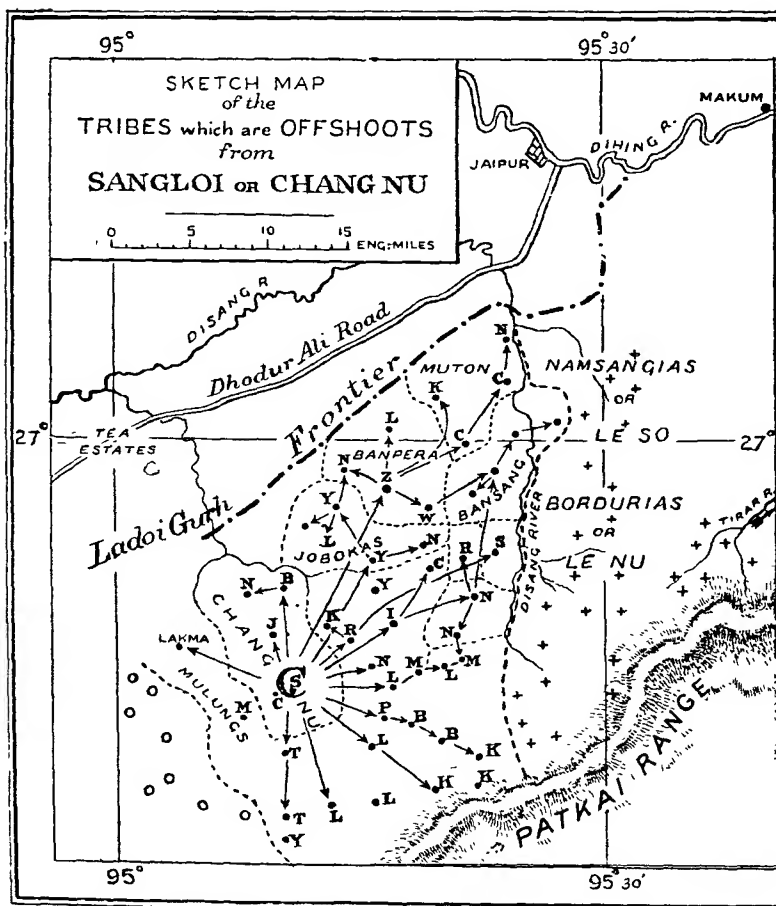 95°
95° 30'
SKETCH MAP
of the
TRIBES which are OFFSHOOTS
from
SANGLOI OR CHANG NU
0 5 10 15 ENG: MILES
MAKUM
DIHING R.
JAIPUR
DISANG R
Dhodur Ali Road
N
NAMSANGIAS
MUTON
C
OR
K
Frontier
L
27°
TEA
ESTATES
C
LE SO
27°
BANPERA
N
Z
BANSANG
Y
W
BORDURIAS
Ladoi Gurh
L
OR
TIRAR R.
JOBOKAS
Y
N
R
S
LE NU
C
DISANG RIVER
N
B
Y
N
CHANG
K
I
J
R
N
LAKMA
N
M
M
L
C
S
L
NU
C
MULUNGS
M
P
B
B
T
L
K
K
K
PATKAI RANGE
L
L
T
Y
95°
95° 30'